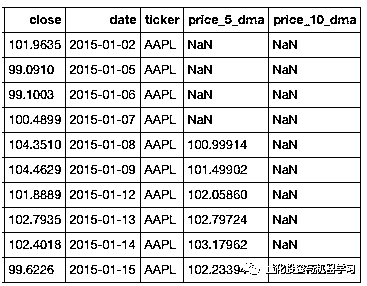 close date ticker price_5_dma price_10_dma
101.9635 2015-01-02 AAPL NaN NaN
99.0910 2015-01-05 AAPL NaN NaN
99.1003 2015-01-06 AAPL NaN NaN
100.4899 2015-01-07 AAPL NaN NaN
104.3510 2015-01-08 AAPL 100.99914 NaN
104.4629 2015-01-09 AAPL 101.49902 NaN
101.8889 2015-01-12 AAPL 102.05860 NaN
102.7935 2015-01-13 AAPL 102.79724 NaN
102.4018 2015-01-14 AAPL 103.17962 NaN
99.6226 2015-01-15 AAPL 102.23394